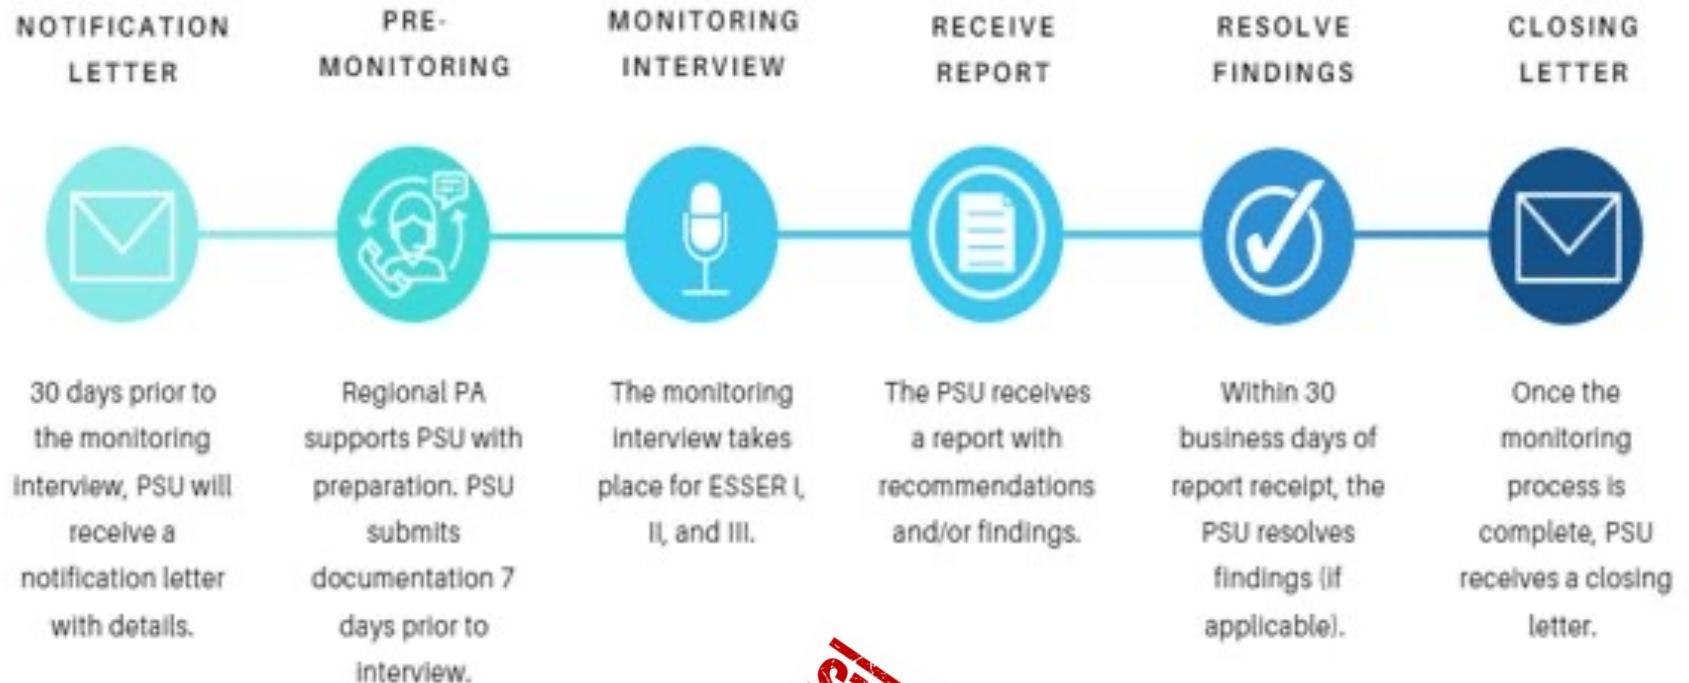 NOTIFICATION
LETTER
30 days prior to
the monitoring
interview, PSU will
receive a
notification letter
with details.
PRE-
MONITORING
Regional PA
supports PSU with
preparation. PSU
submits
documentation 7
days prior to
interview.
MONITORING
INTERVIEW
The monitoring
interview takes
place for ESSER I,
II, and III.
RECEIVE
REPORT
The PSU receives
a report with
recommendations
and/or findings.
RESOLVE
FINDINGS
Within 30
business days of
report receipt, the
PSU resolves
findings (if
applicable).
CLOSING
LETTER
Once the
monitoring
process is
complete, PSU
receives a closing
letter.